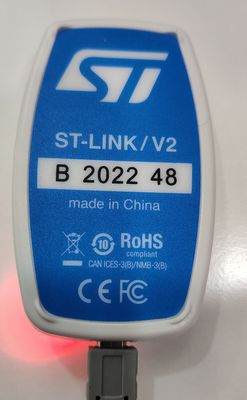 ST
ST-LINK/V2
B 2022 48
made in China
10 RoHS
compliant
CAN ICES-3(B)/NMB-3(B)
CE FC